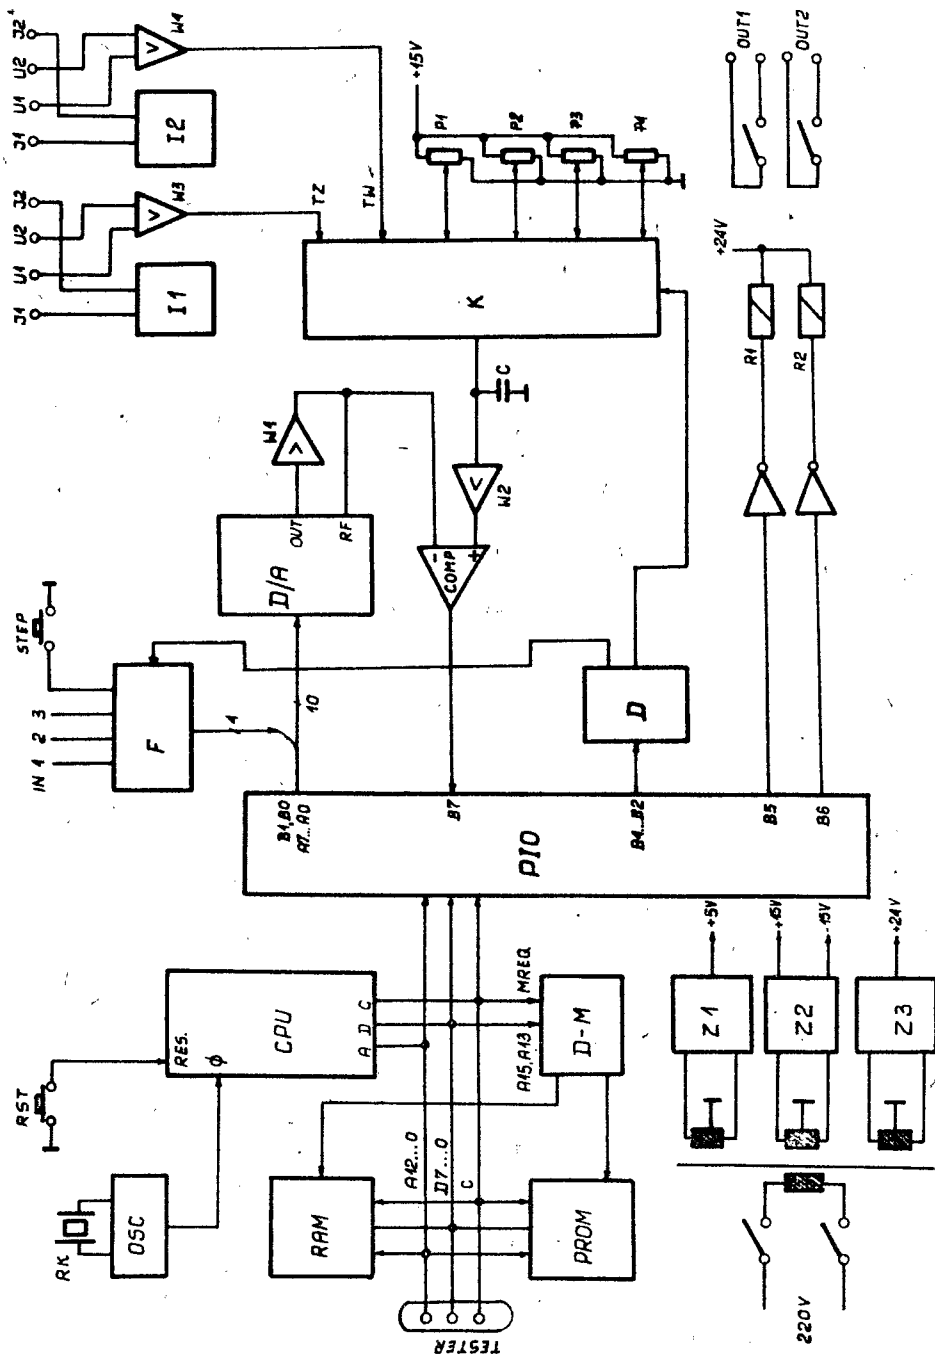 RK
OSC
RST
RES.
Φ
CPU
A D C
TESTER
RAM
PROM
A12...0
D7...0
C
A15,A13
MREQ
D-M
220V
Z1
+5V
Z2
+15V
-15V
Z3
+24V
PIO
B1,B0
A7...A0
B7
B4...B2
B5
B6
IN 1 2 3
STEP
F
4
10
D/A
OUT
RF
W1
COMP
-
+
W2
C
D
K
TZ
TW
I1
J1
U1
U2
J2
W3
I2
J1
U1
U2
J2
W4
+15V
P1
P2
P3
P4
R1
R2
+24V
OUT1
OUT2